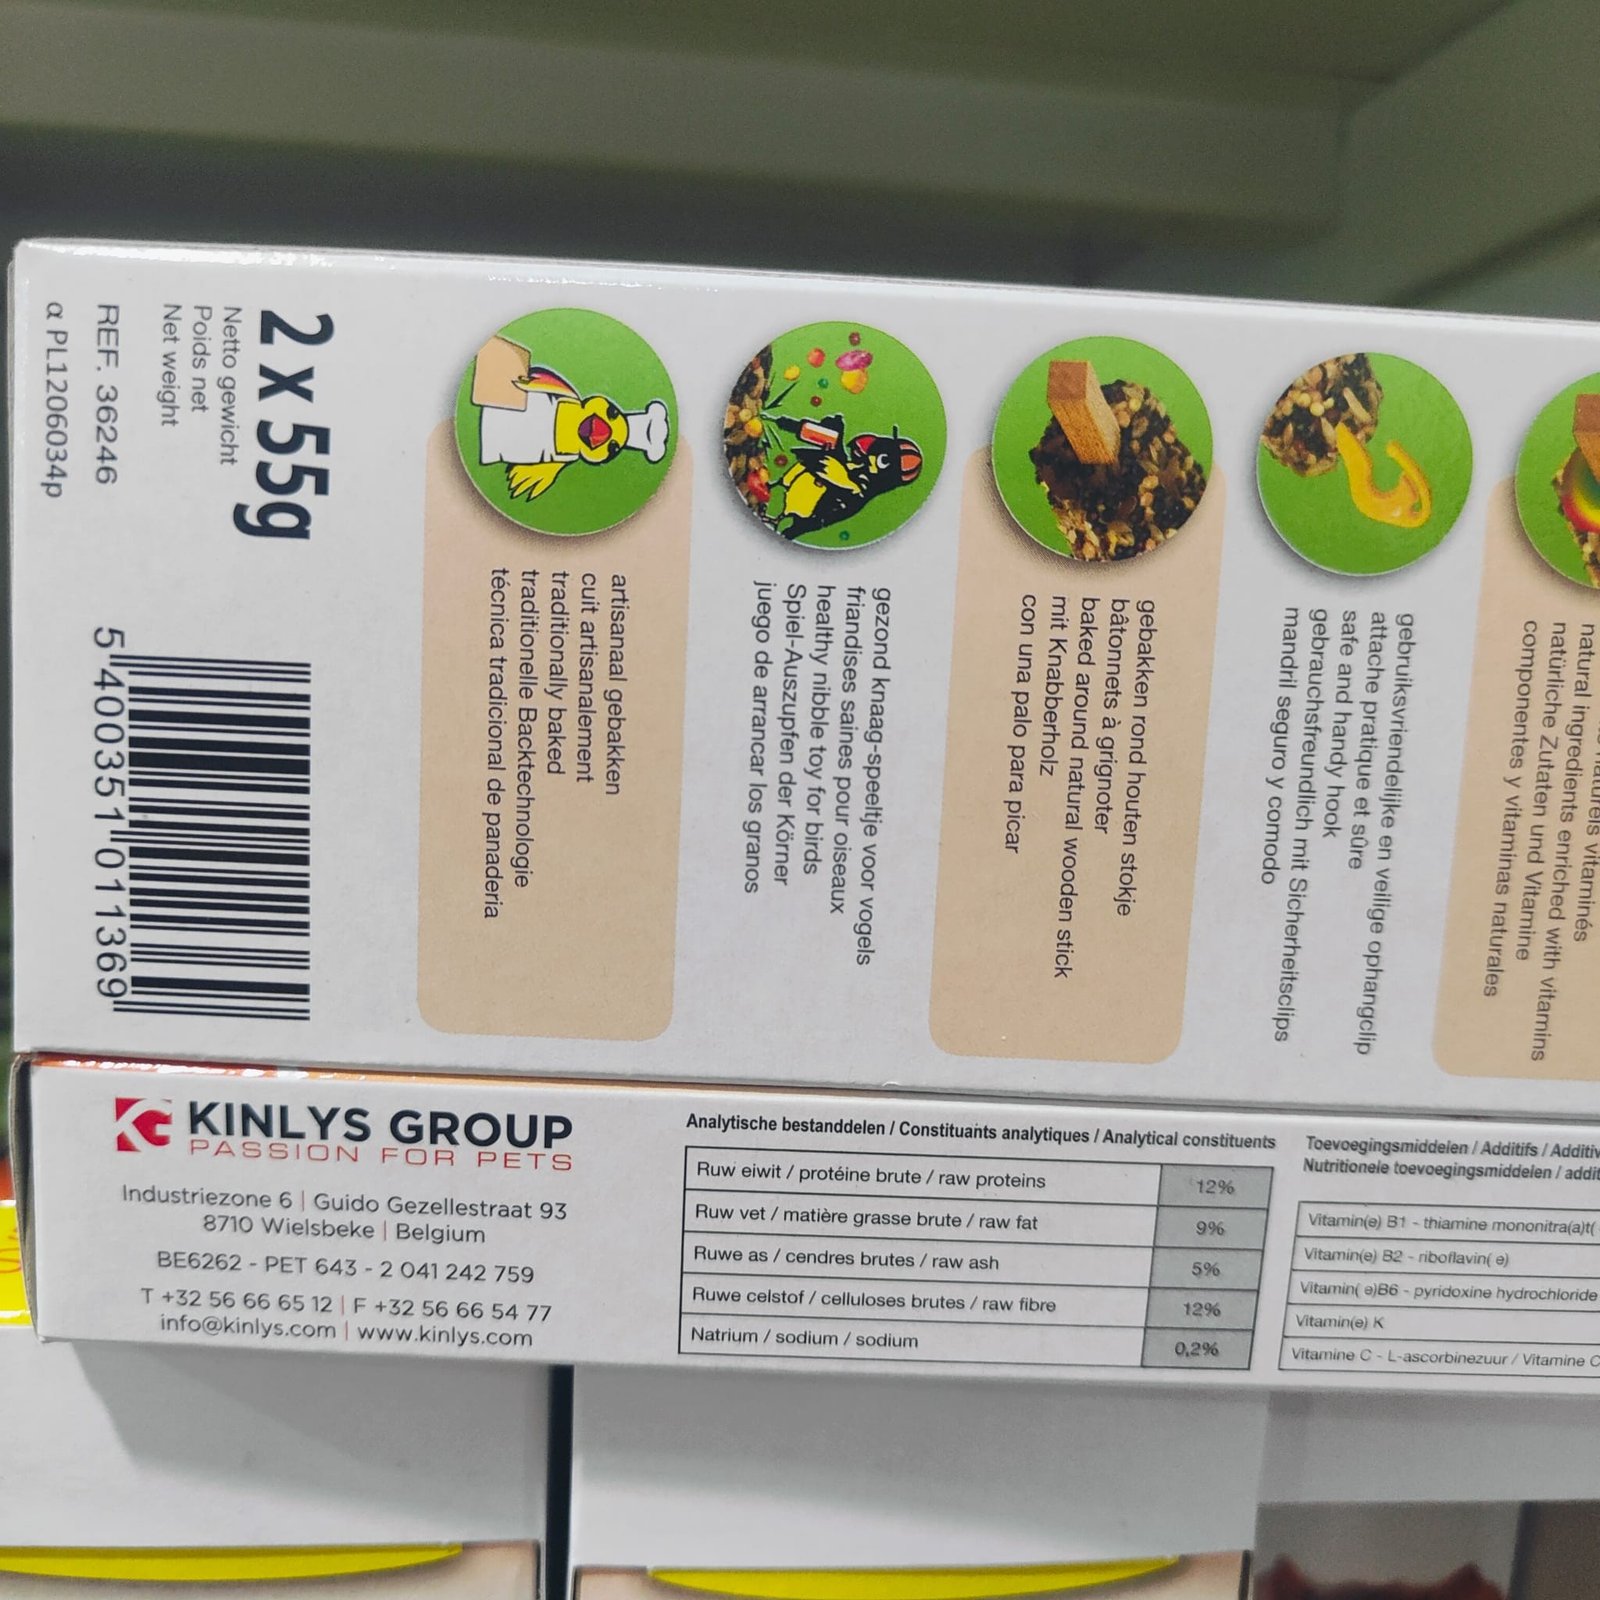 2 x 55g
Netto gewicht
Poids net
Net weight
REF. 36246
α PL1206034p
5 400351 011369
artisanaal gebakken
cuit artisanalement
traditionally baked
traditionelle Backtechnologie
técnica tradicional de panaderia
gezond knaag-speeltje voor vogels
friandises saines pour oiseaux
healthy nibble toy for birds
Spiel-Auszupfen der Körner
juego de arrancar los granos
gebakken rond houten stokje
bâtonnets à grignoter
baked around natural wooden stick
mit Knabberholz
con una palo para picar
gebruiksvriendelijke en veilige ophangclip
attache pratique et sûre
safe and handy hook
gebrauchsfreundlich mit Sicherheitsclips
mandril seguro y comodo
naturels vitaminés
natural ingredients enriched with vitamins
natürliche Zutaten und Vitamine
componentes y vitaminas naturales
KINLYS GROUP
PASSION FOR PETS
Industriezone 6 | Guido Gezellestraat 93
8710 Wielsbeke | Belgium
BE6262 - PET 643 - 2 041 242 759
T +32 56 66 65 12 | F +32 56 66 54 77
info@kinlys.com | www.kinlys.com
Analytische bestanddelen / Constituants analytiques / Analytical constituents
Ruw eiwit / protéine brute / raw proteins 12%
Ruw vet / matière grasse brute / raw fat 9%
Ruwe as / cendres brutes / raw ash 5%
Ruwe celstof / celluloses brutes / raw fibre 12%
Natrium / sodium / sodium 0,2%
Toevoegingsmiddelen / Additifs / Additiv
Nutritionele toevoegingsmiddelen / addit
Vitamin(e) B1 - thiamine mononitra(a)t(
Vitamin(e) B2 - riboflavin( e)
Vitamin( e)B6 - pyridoxine hydrochloride
Vitamin(e) K
Vitamine C - L-ascorbinezuur / Vitamine C